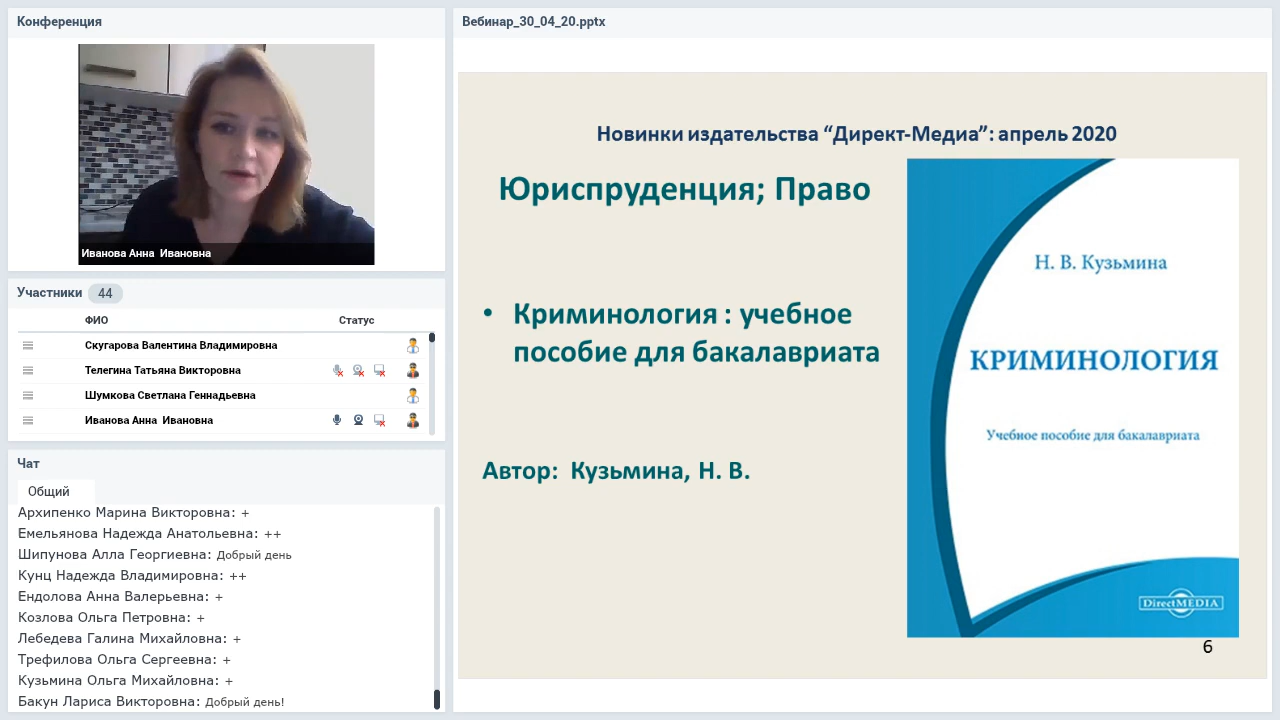 Конференция
Иванова Анна  Ивановна
Участники 44
ФИО Статус
Скугарова Валентина Владимировна
Телегина Татьяна Викторовна
Шумкова Светлана Геннадьевна
Иванова Анна  Ивановна
Чат
Общий
Архипенко Марина Викторовна: +
Емельянова Надежда Анатольевна: ++
Шипунова Алла Георгиевна: Добрый день
Кунц Надежда Владимировна: ++
Ендолова Анна Валерьевна: +
Козлова Ольга Петровна: +
Лебедева Галина Михайловна: +
Трефилова Ольга Сергеевна: +
Кузьмина Ольга Михайловна: +
Бакун Лариса Викторовна: Добрый день!
Вебинар_30_04_20.pptx
Новинки издательства “Директ-Медиа”: апрель 2020
Юриспруденция; Право
• Криминология : учебное
пособие для бакалавриата
Автор:  Кузьмина, Н. В.
Н. В. Кузьмина
КРИМИНОЛОГИЯ
Учебное пособие для бакалавриата
DirectMEDIA
6